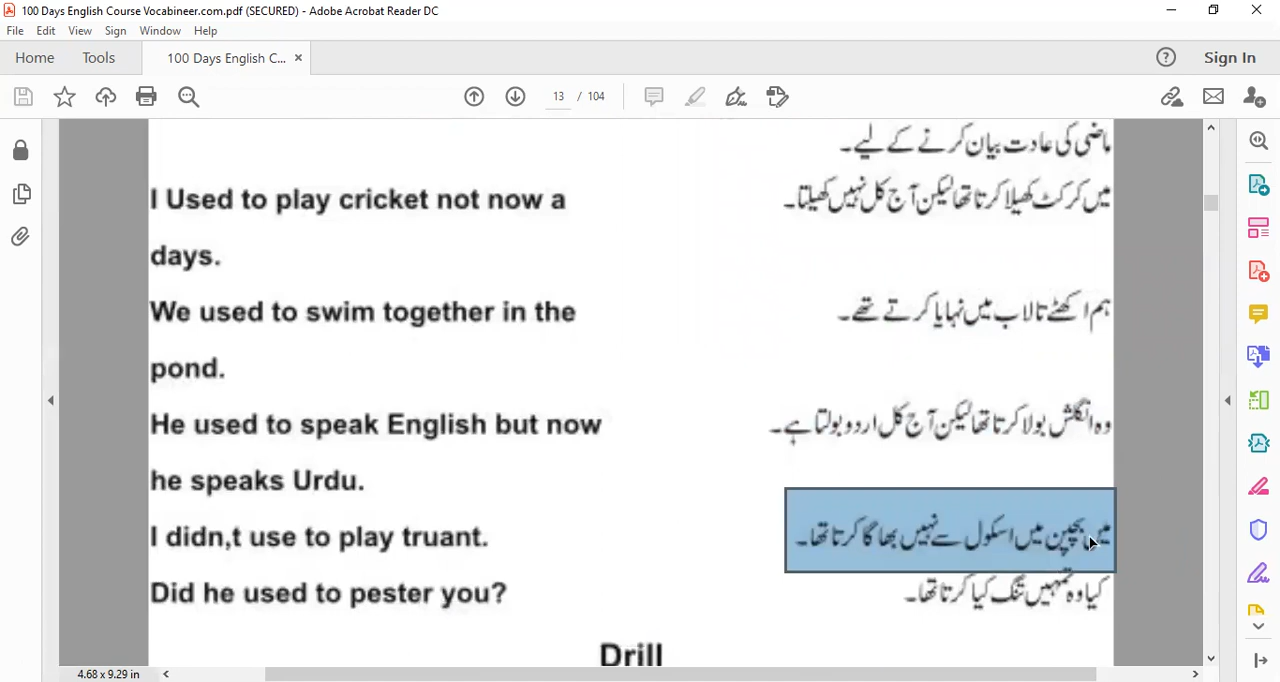 100 Days English Course Vocabineer.com.pdf (SECURED) - Adobe Acrobat Reader DC
File Edit View Sign Window Help
Home Tools 100 Days English C... × Sign In
13 / 104
ماضی کی عادت بیان کرنے کے لیے۔
I Used to play cricket not now a
میں کرکٹ کھیلا کرتا تھا لیکن آج کل نہیں کھیلتا۔
days.
We used to swim together in the
ہم اکھٹے تالاب میں نہایا کرتے تھے۔
pond.
He used to speak English but now
وہ انگلش بولا کرتا تھا لیکن آج کل اردو بولتا ہے۔
he speaks Urdu.
I didn,t use to play truant.
میں بچپن میں اسکول سے نہیں بھاگا کرتا تھا۔
Did he used to pester you?
کیا وہ تمہیں تنگ کیا کرتا تھا۔
Drill
4.68 x 9.29 in